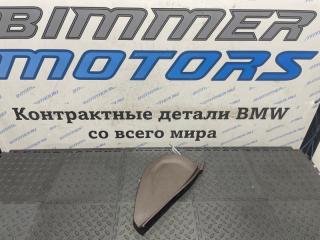 BIMMER
MOTORS
Контрактные детали BMW
со всего мира